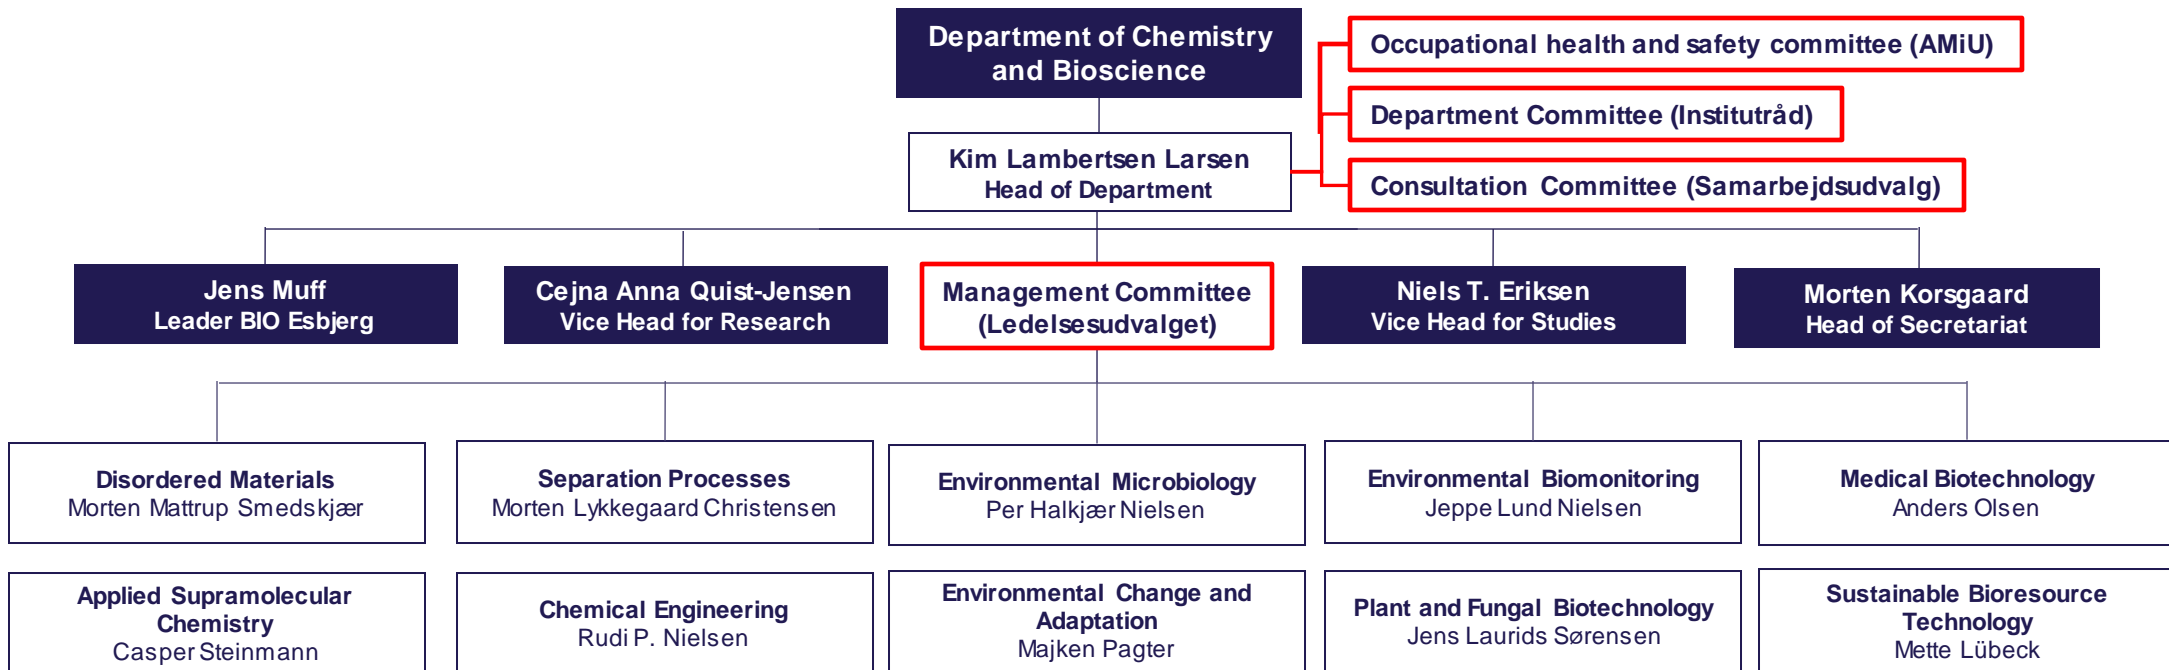 Department of Chemistry
and Bioscience
Occupational health and safety committee (AMiU)
Department Committee (Institutråd)
Consultation Committee (Samarbejdsudvalg)
Kim Lambertsen Larsen
Head of Department
Jens Muff
Leader BIO Esbjerg
Cejna Anna Quist-Jensen
Vice Head for Research
Management Committee
(Ledelsesudvalget)
Niels T. Eriksen
Vice Head for Studies
Morten Korsgaard
Head of Secretariat
Disordered Materials
Morten Mattrup Smedskjær
Separation Processes
Morten Lykkegaard Christensen
Environmental Microbiology
Per Halkjær Nielsen
Environmental Biomonitoring
Jeppe Lund Nielsen
Medical Biotechnology
Anders Olsen
Applied Supramolecular
Chemistry
Casper Steinmann
Chemical Engineering
Rudi P. Nielsen
Environmental Change and
Adaptation
Majken Pagter
Plant and Fungal Biotechnology
Jens Laurids Sørensen
Sustainable Bioresource
Technology
Mette Lübeck